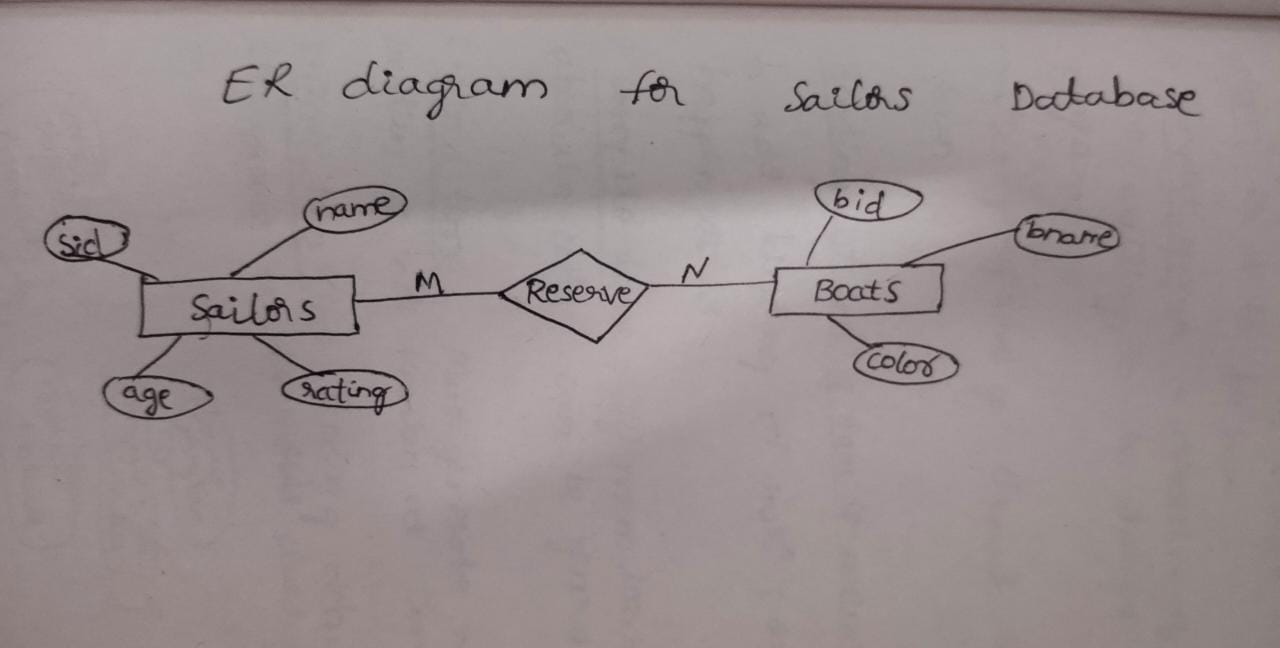 ER diagram for Sailors Database
sid
name
bid
bname
Sailors
M
Reserve
N
Boats
age
rating
color